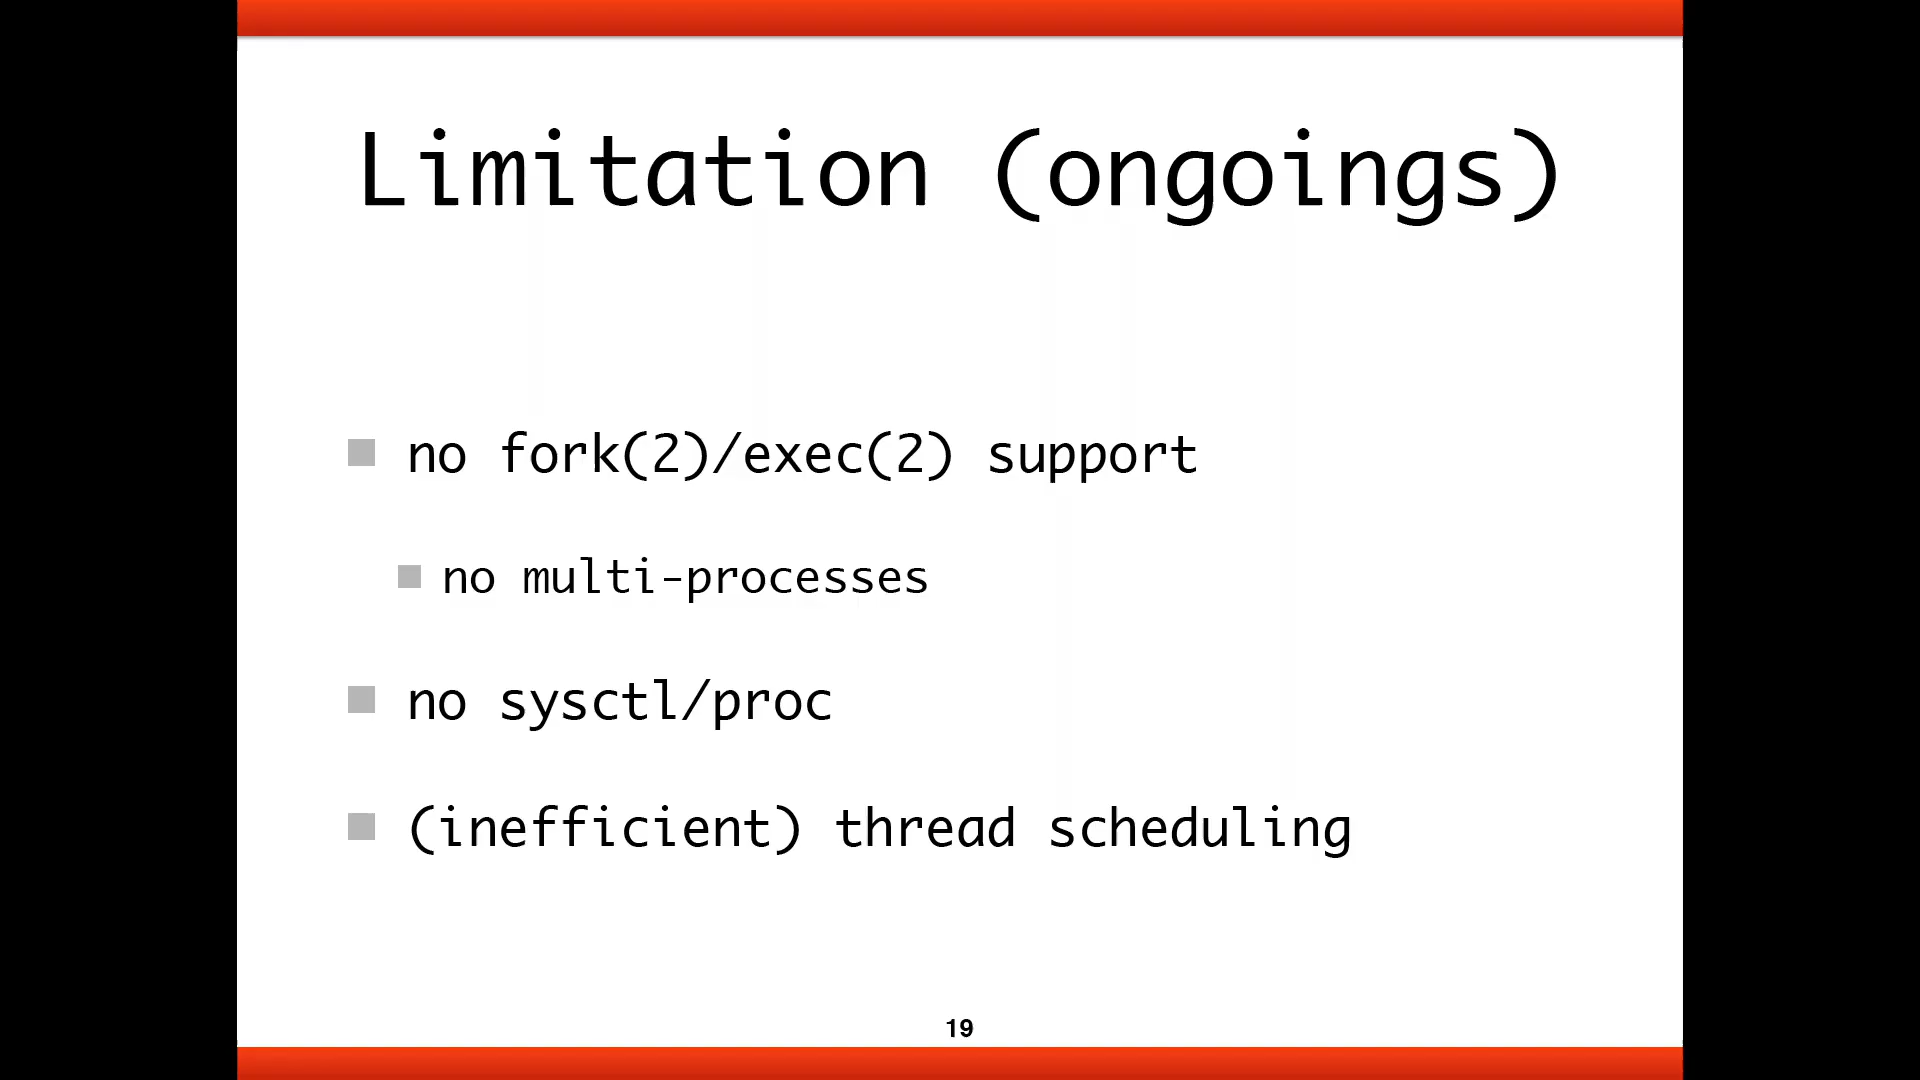 Limitation (ongoings)
no fork(2)/exec(2) support
no multi-processes
no sysctl/proc
(inefficient) thread scheduling
19